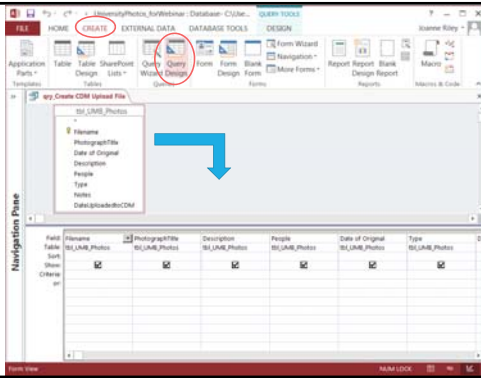 UniversityPhotos_forWebinar : Database- C:\Use...
QUERY TOOLS
FILE HOME CREATE EXTERNAL DATA DATABASE TOOLS DESIGN Joanne Riley
Application Parts
Table
Table Design
SharePoint Lists
Query Wizard
Query Design
Form
Form Design
Blank Form
Form Wizard
Navigation
More Forms
Report
Report Design
Blank Report
Macro
Templates Tables Queries Forms Reports Macros & Code
qry_Create CDM Upload File
tbl_UMB_Photos
*
Filename
PhotographTitle
Date of Original
Description
People
Type
Notes
DateUploadedtoCDM
Navigation Pane
Field: Filename PhotographTitle Description People Date of Original Type
Table: tbl_UMB_Photos tbl_UMB_Photos tbl_UMB_Photos tbl_UMB_Photos tbl_UMB_Photos tbl_UMB_Photos
Sort:
Show:
Criteria:
or:
Form View NUM LOCK